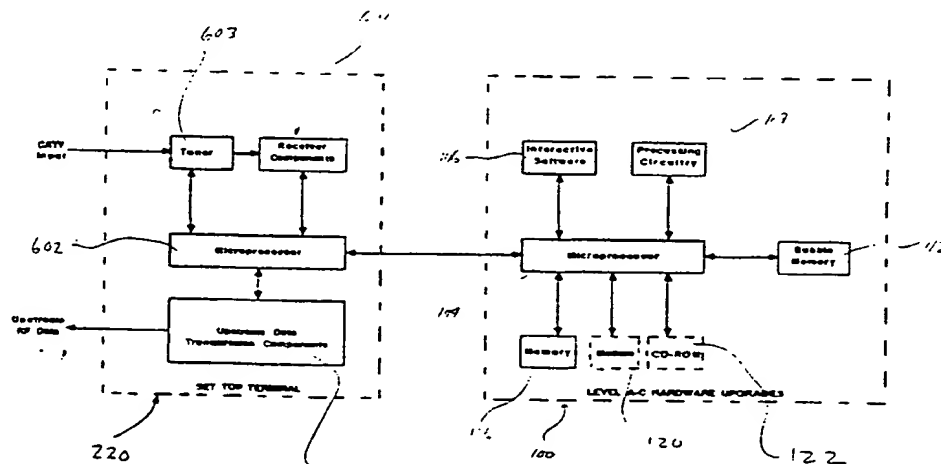 603
CATV
Input
Tuner
Receiver
Components
Interactive
Software
Processing
Circuitry
602
Microprocessor
Microprocessor
Bubble
Memory
Upstream
RF Data
Upstream Data
Transmission Components
Memory
CD-ROM
SET TOP TERMINAL
LEVEL A-C HARDWARE UPGRADES
220
100
120
122